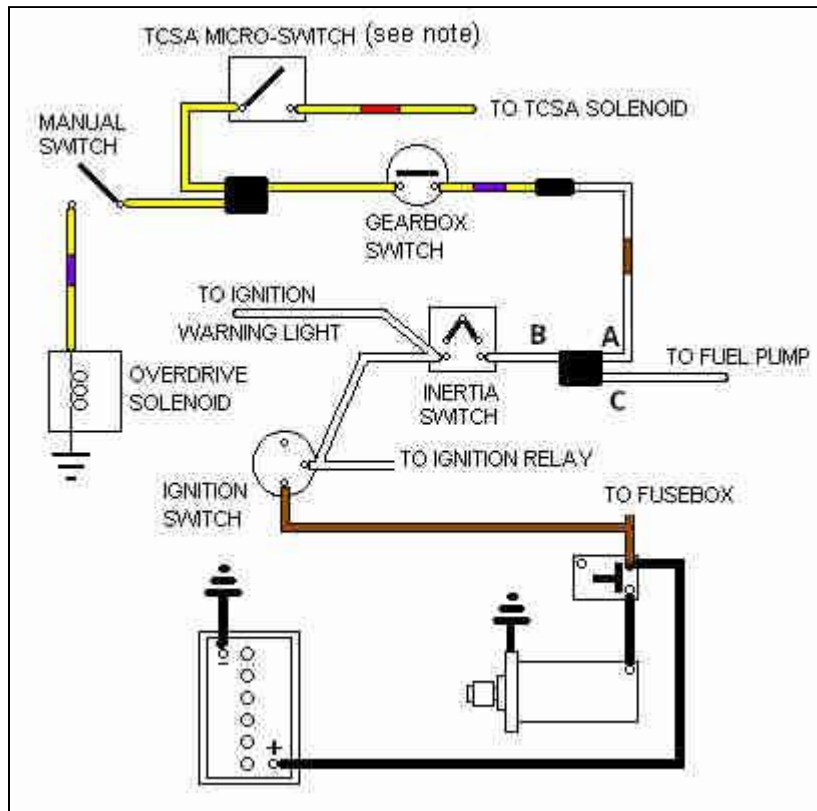 TCSA MICRO-SWITCH (see note)
TO TCSA SOLENOID
MANUAL
SWITCH
GEARBOX
SWITCH
TO IGNITION
WARNING LIGHT
B
A
TO FUEL PUMP
C
INERTIA
SWITCH
OVERDRIVE
SOLENOID
TO IGNITION RELAY
IGNITION
SWITCH
TO FUSEBOX
-
+